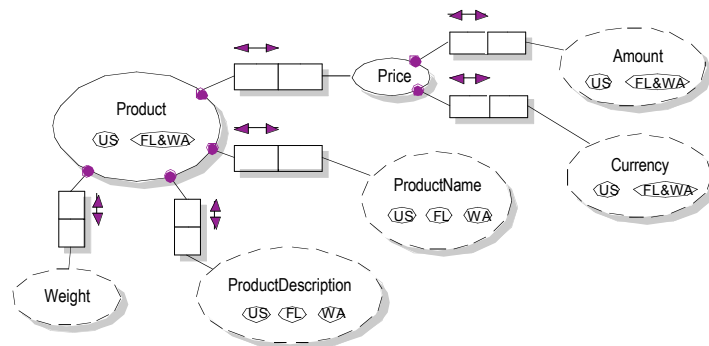 Product
US FL&WA
Price
Amount
US FL&WA
Currency
US FL&WA
ProductName
US FL WA
Weight
ProductDescription
US FL WA